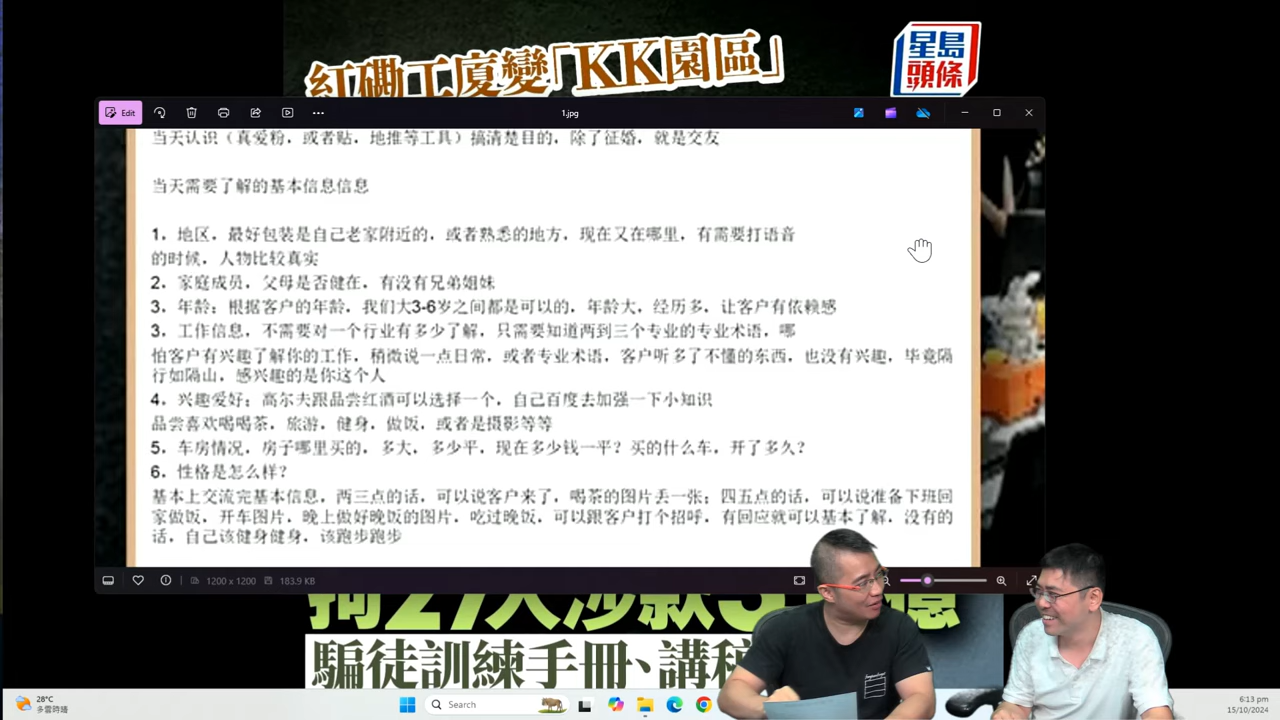 紅磡工廈變「KK園區」
星島
頭條
Edit
1.jpg
当天认识（真爱粉，或者贴，地推等工具）搞清楚目的，除了征婚，就是交友
当天需要了解的基本信息信息
1，地区，最好包装是自己老家附近的，或者熟悉的地方，现在又在哪里，有需要打语音
的时候，人物比较真实
2，家庭成员，父母是否健在，有没有兄弟姐妹
3，年龄；根据客户的年龄，我们大3-6岁之间都是可以的，年龄大，经历多，让客户有依赖感
3，工作信息，不需要对一个行业有多少了解，只需要知道两到三个专业的专业术语，哪
怕客户有兴趣了解你的工作，稍微说一点日常，或者专业术语，客户听多了不懂的东西，也没有兴趣，毕竟隔
行如隔山，感兴趣的是你这个人
4，兴趣爱好；高尔夫跟品尝红酒可以选择一个，自己百度去加强一下小知识
品尝喜欢喝喝茶，旅游，健身，做饭，或者是摄影等等
5，车房情况，房子哪里买的，多大，多少平，现在多少钱一平？买的什么车，开了多久？
6，性格是怎么样？
基本上交流完基本信息，两三点的话，可以说客户来了，喝茶的图片丢一张；四五点的话，可以说准备下班回
家做饭，开车图片，晚上做好晚饭的图片，吃过晚饭，可以跟客户打个招呼，有回应就可以基本了解，没有的
话，自己该健身健身，该跑步跑步
1200 x 1200
183.9 KB
拘27人涉款3
騙徒訓練手冊、講稿
28°C
多雲時晴
Search
6:13 pm
15/10/2024